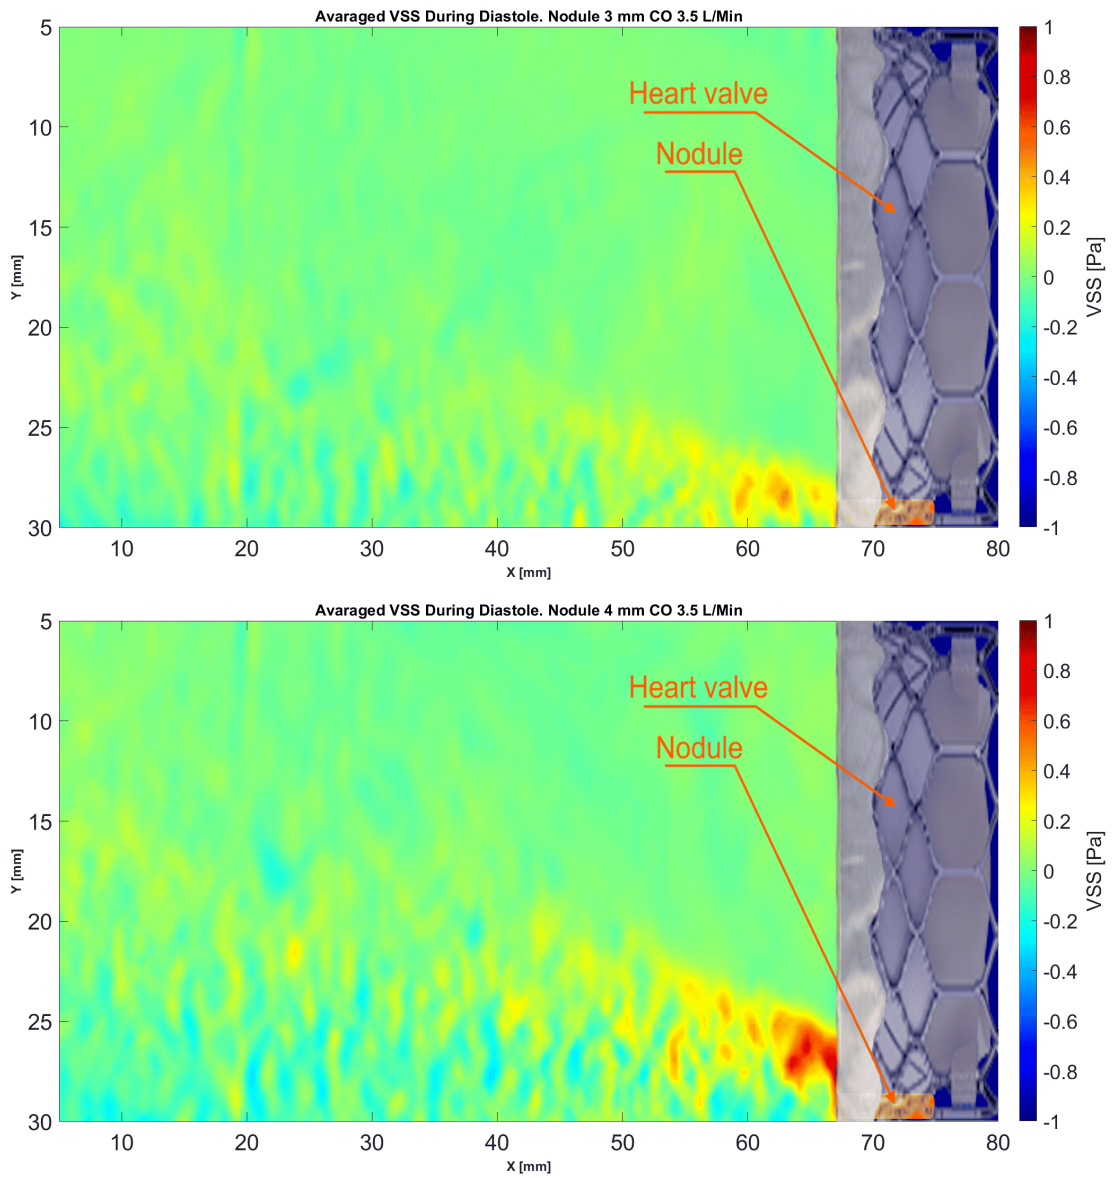 Avaraged VSS During Diastole. Nodule 3 mm CO 3.5 L/Min
Heart valve
Nodule
5
10
15
20
25
30
Y [mm]
10 20 30 40 50 60 70 80
X [mm]
1
0.8
0.6
0.4
0.2
0
-0.2
-0.4
-0.6
-0.8
-1
VSS [Pa]
Avaraged VSS During Diastole. Nodule 4 mm CO 3.5 L/Min
Heart valve
Nodule
5
10
15
20
25
30
Y [mm]
10 20 30 40 50 60 70 80
X [mm]
1
0.8
0.6
0.4
0.2
0
-0.2
-0.4
-0.6
-0.8
-1
VSS [Pa]